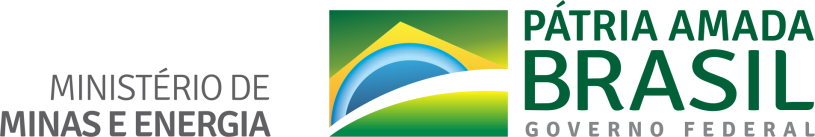 MINISTÉRIO DE
MINAS E ENERGIA
PÁTRIA AMADA
BRASIL
GOVERNO FEDERAL